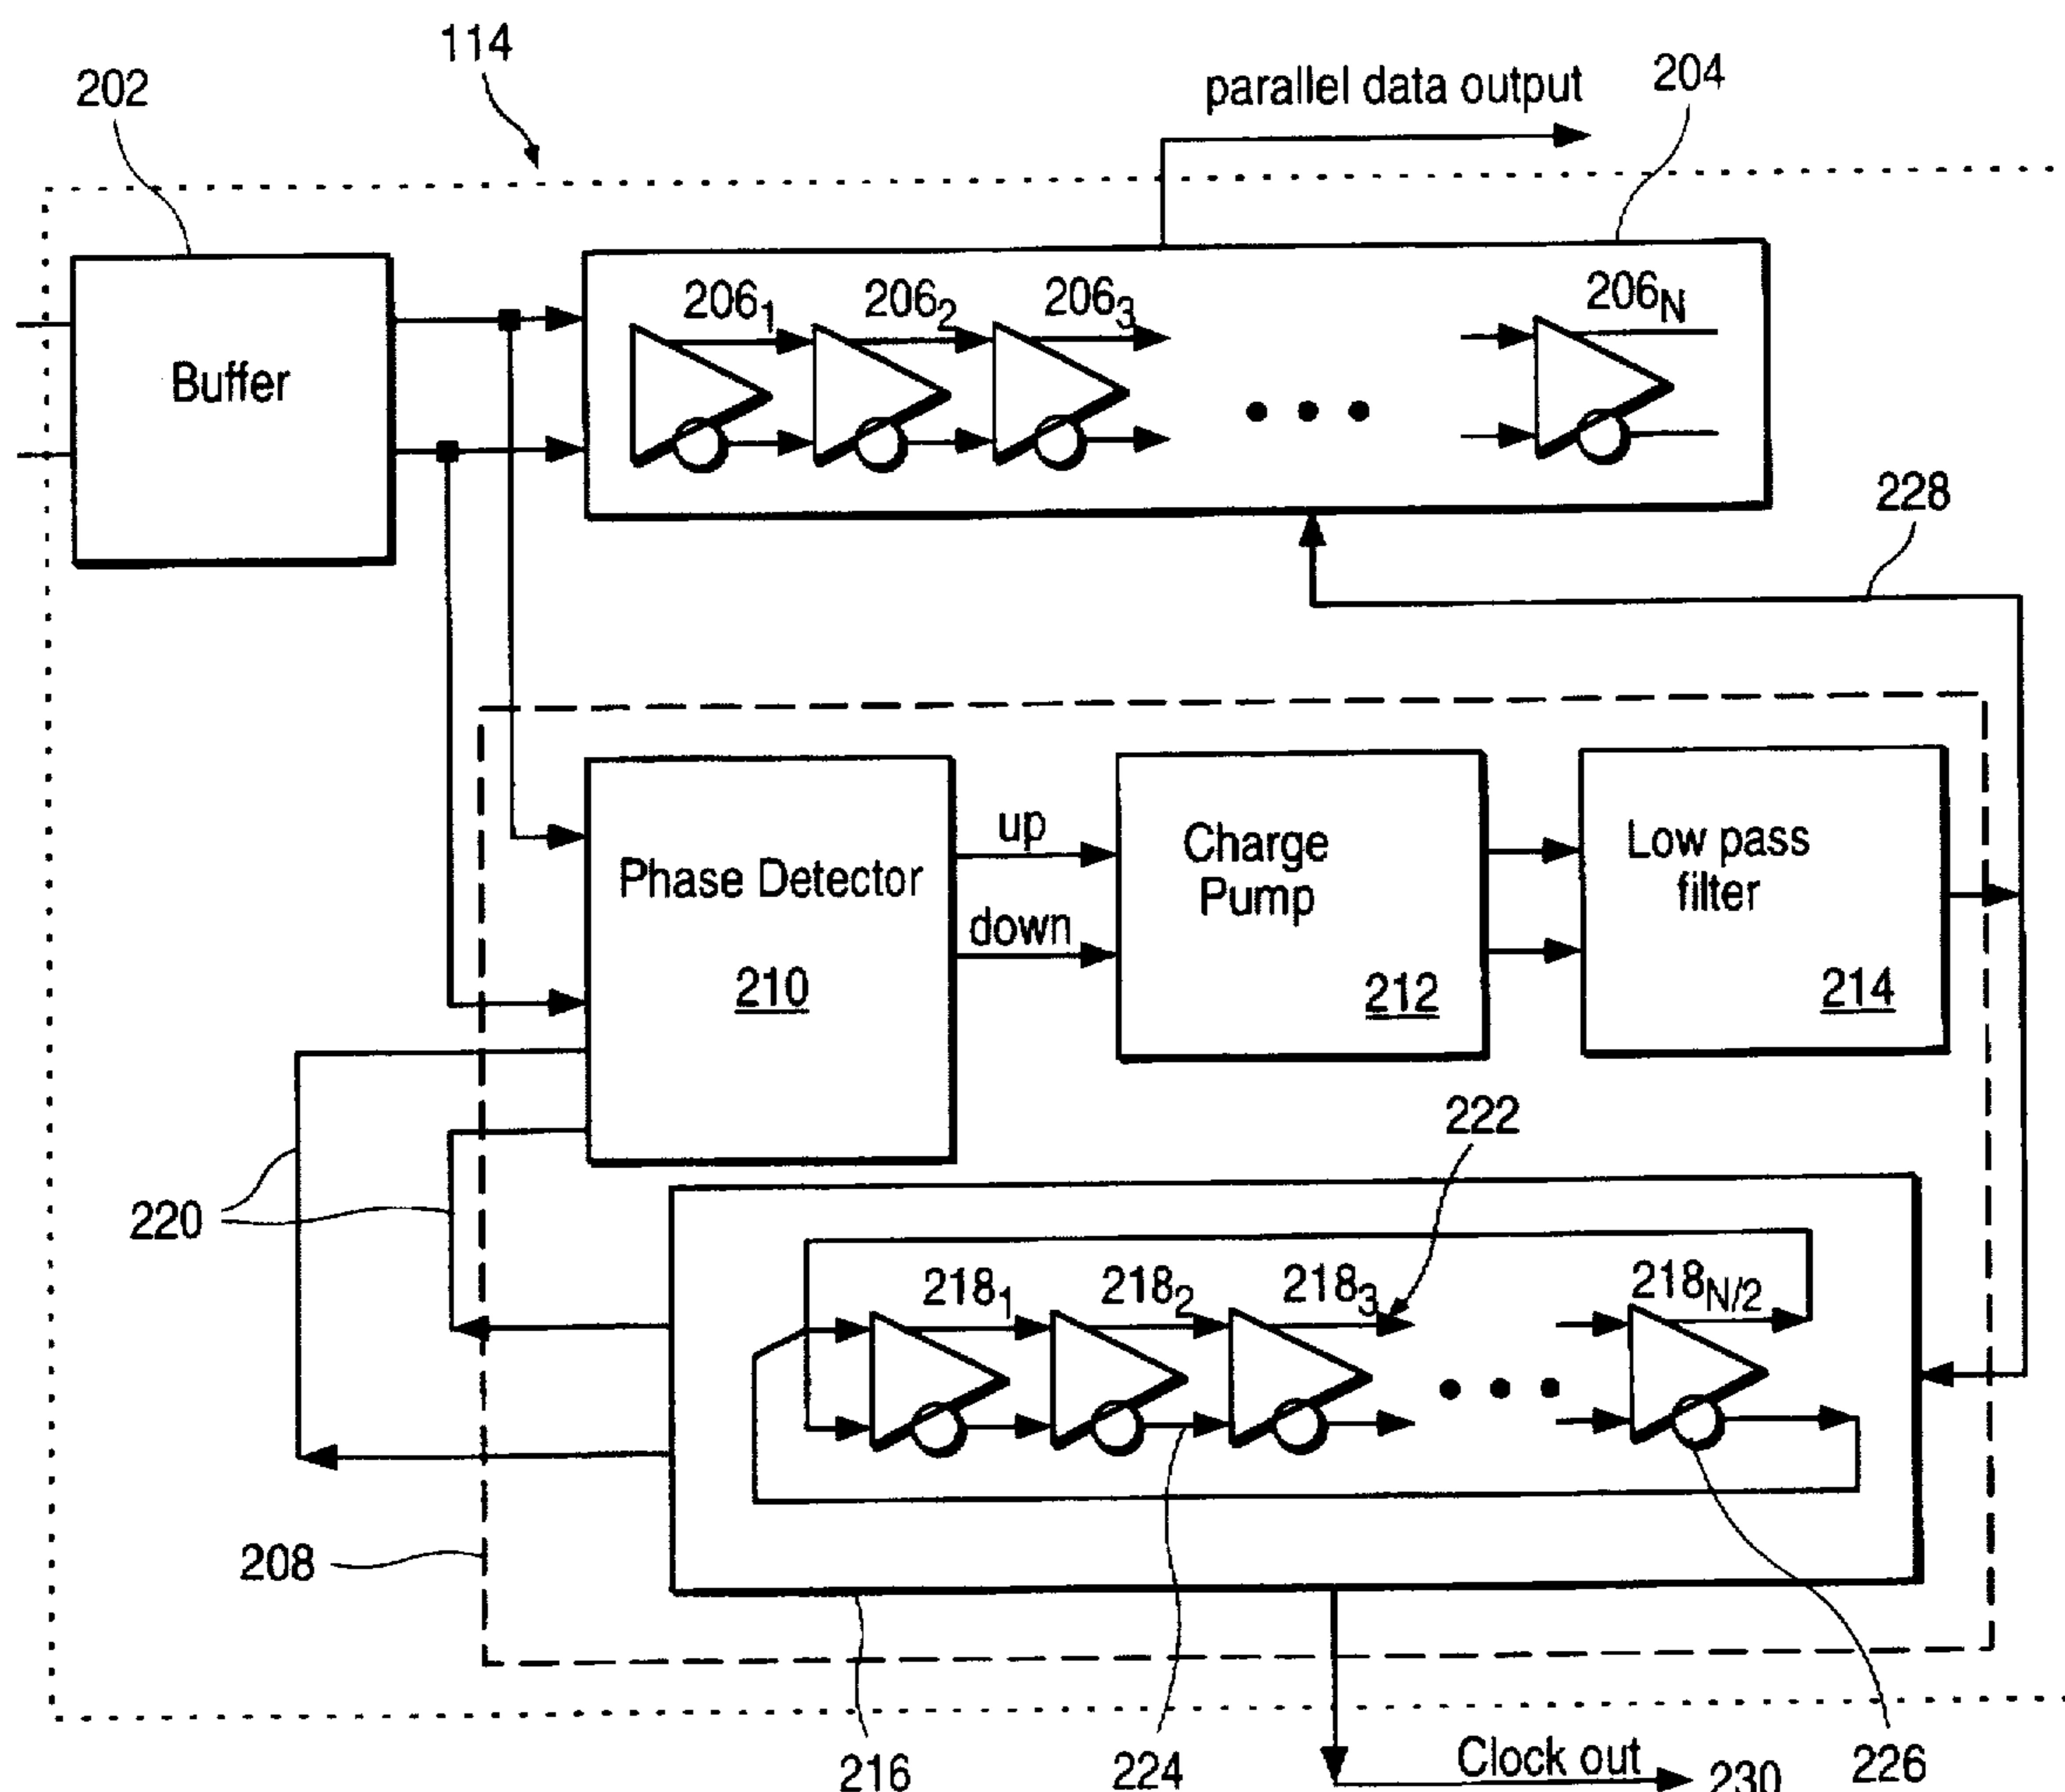 114
202
parallel data output
204
Buffer
206₁
206₂
206₃
206N
228
Phase Detector
210
up
down
Charge
Pump
212
Low pass
filter
214
222
220
218₁
218₂
218₃
218N/2
208
216
224
Clock out
230
226